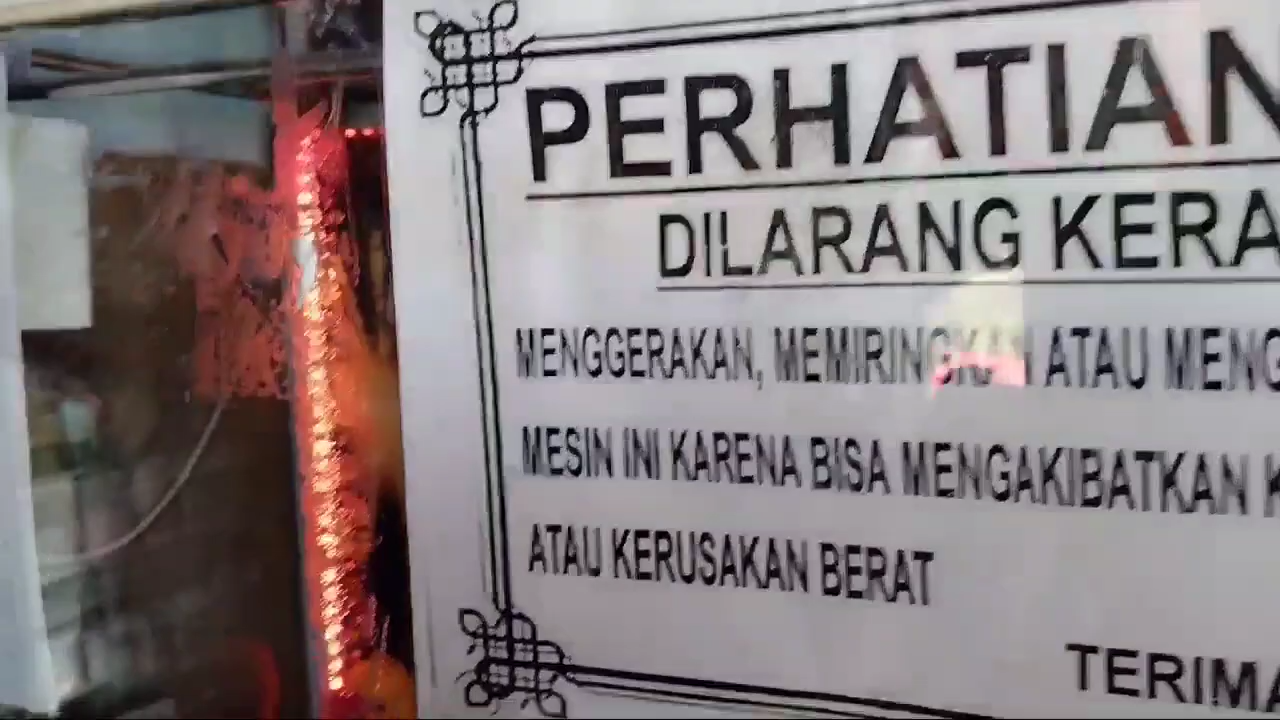 PERHATIAN
DILARANG KERA
MENGGERAKAN, MEMIRINGKAN ATAU MENG
MESIN INI KARENA BISA MENGAKIBATKAN K
ATAU KERUSAKAN BERAT
TERIMA